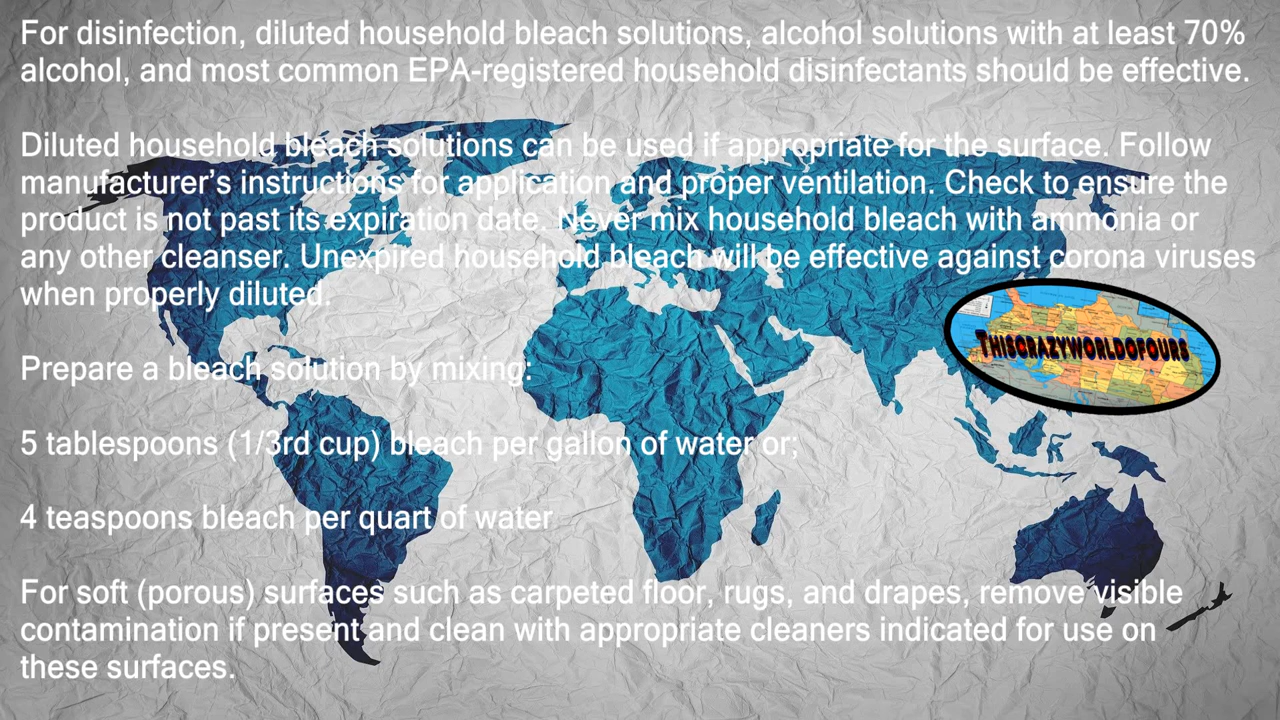 For disinfection, diluted household bleach solutions, alcohol solutions with at least 70%
alcohol, and most common EPA-registered household disinfectants should be effective.
Diluted household bleach solutions can be used if appropriate for the surface. Follow
manufacturer’s instructions for application and proper ventilation. Check to ensure the
product is not past its expiration date. Never mix household bleach with ammonia or
any other cleanser. Unexpired household bleach will be effective against corona viruses
when properly diluted.
THISCRAZYWORLDOFOURS
Prepare a bleach solution by mixing:
5 tablespoons (1/3rd cup) bleach per gallon of water or;
4 teaspoons bleach per quart of water
For soft (porous) surfaces such as carpeted floor, rugs, and drapes, remove visible
contamination if present and clean with appropriate cleaners indicated for use on
these surfaces.